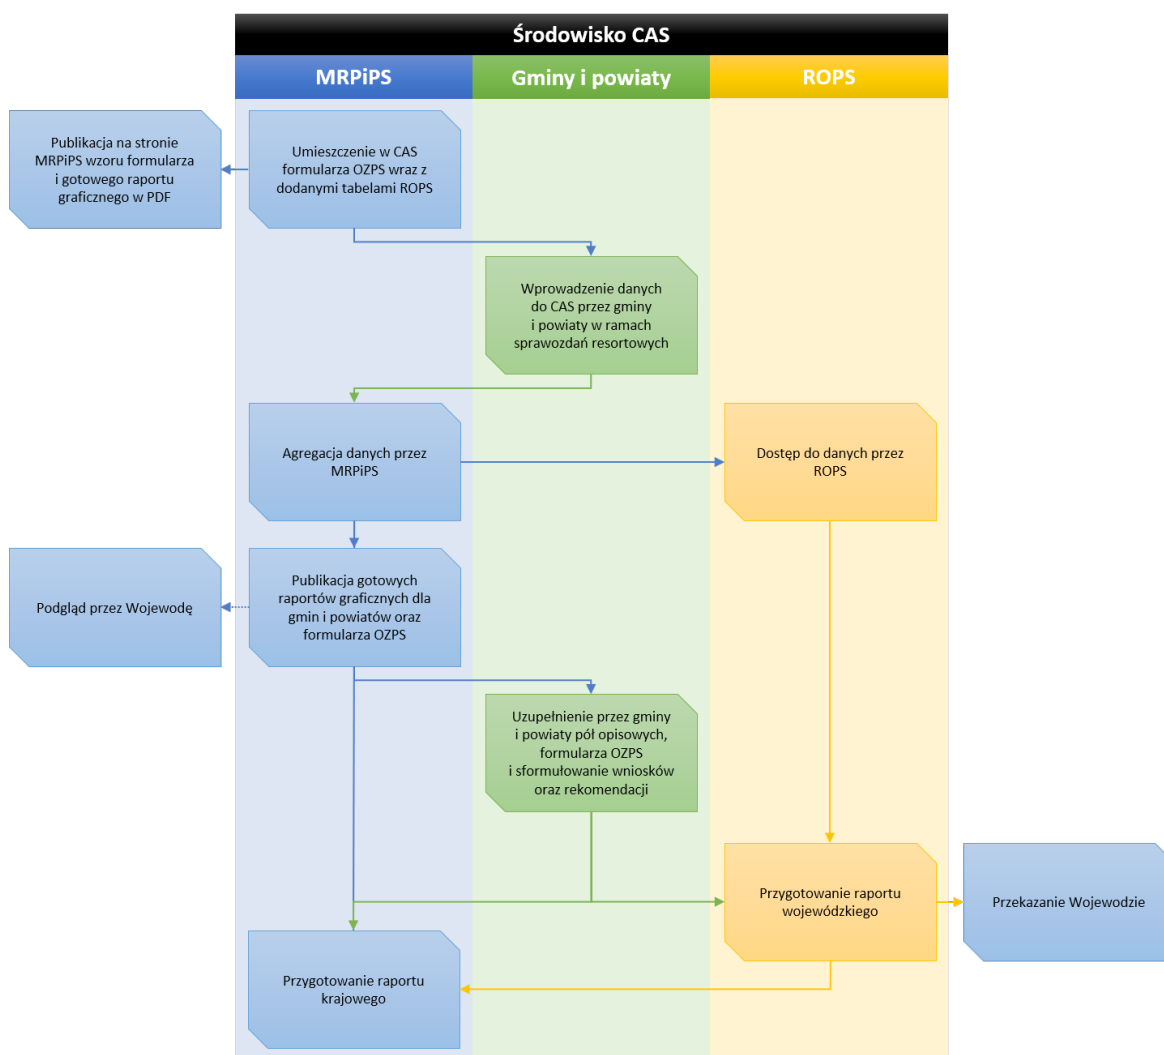 Środowisko CAS
MRPiPS
Gminy i powiaty
ROPS
Publikacja na stronie
MRPiPS wzoru formularza
i gotowego raportu
graficznego w PDF
Umieszczenie w CAS
formularza OZPS wraz z
dodanymi tabelami ROPS
Wprowadzenie danych
do CAS przez gminy
i powiaty w ramach
sprawozdań resortowych
Agregacja danych przez
MRPiPS
Dostęp do danych przez
ROPS
Podgląd przez Wojewodę
Publikacja gotowych
raportów graficznych dla
gmin i powiatów oraz
formularza OZPS
Uzupełnienie przez gminy
i powiaty pól opisowych,
formularza OZPS
i sformułowanie wniosków
oraz rekomendacji
Przygotowanie raportu
wojewódzkiego
Przekazanie Wojewodzie
Przygotowanie raportu
krajowego